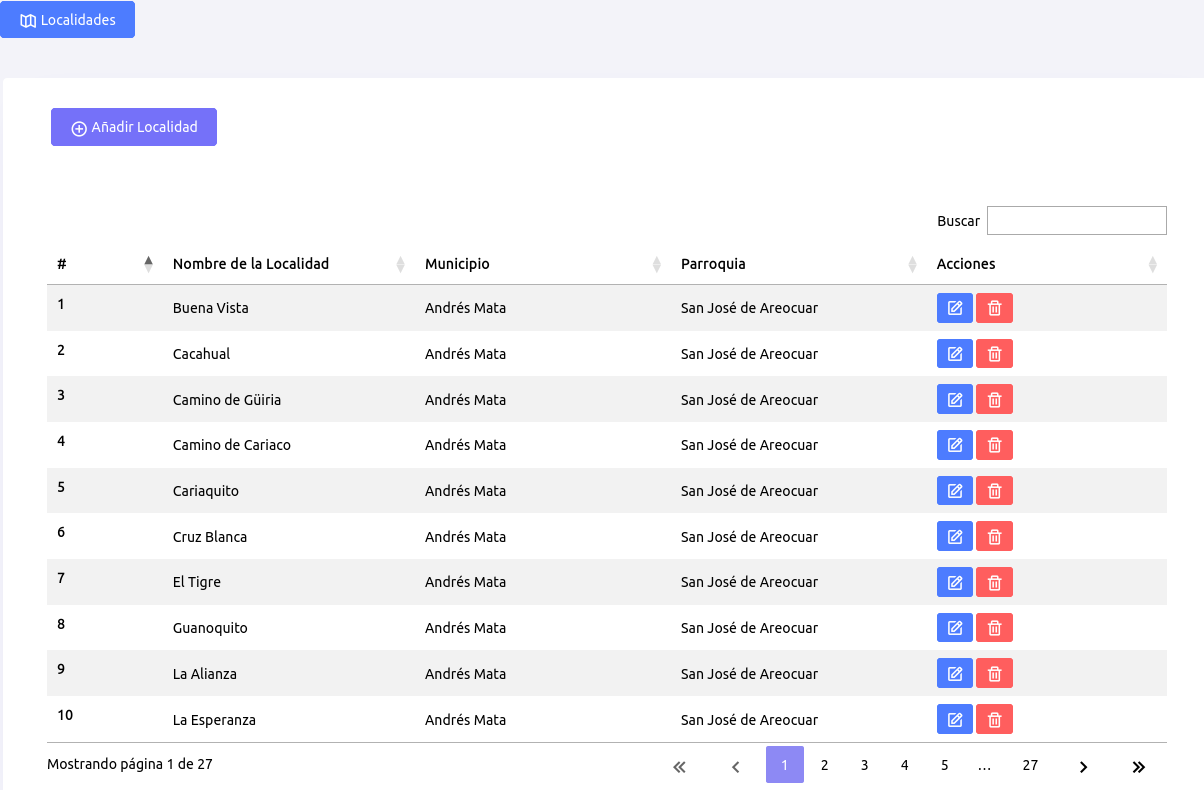 Localidades
Añadir Localidad
Buscar
# Nombre de la Localidad Municipio Parroquia Acciones
1 Buena Vista Andrés Mata San José de Areocuar
2 Cacahual Andrés Mata San José de Areocuar
3 Camino de Güiria Andrés Mata San José de Areocuar
4 Camino de Cariaco Andrés Mata San José de Areocuar
5 Cariaquito Andrés Mata San José de Areocuar
6 Cruz Blanca Andrés Mata San José de Areocuar
7 El Tigre Andrés Mata San José de Areocuar
8 Guanoquito Andrés Mata San José de Areocuar
9 La Alianza Andrés Mata San José de Areocuar
10 La Esperanza Andrés Mata San José de Areocuar
Mostrando página 1 de 27 « ‹ 1 2 3 4 5 ... 27 › »